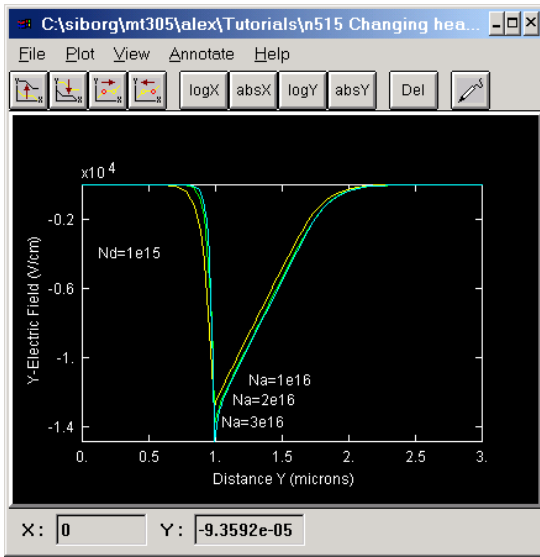 C:\siborg\mt305\alex\Tutorials\n515 Changing hea...
File Plot View Annotate Help
logX absX logY absY Del
x10 4
-0.2
-0.6
-1.
-1.4
Y-Electric Field (V/cm)
Nd=1e15
Na=1e16
Na=2e16
Na=3e16
0. 0.5 1. 1.5 2. 2.5 3.
Distance Y (microns)
X: 0 Y: -9.3592e-05